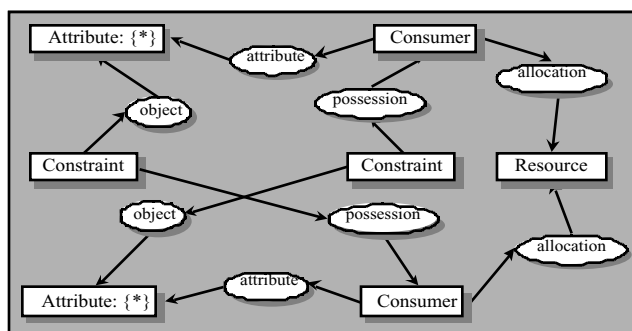 Attribute: {*}
Consumer
attribute
allocation
possession
object
Constraint
Constraint
Resource
object
possession
allocation
attribute
Attribute: {*}
Consumer